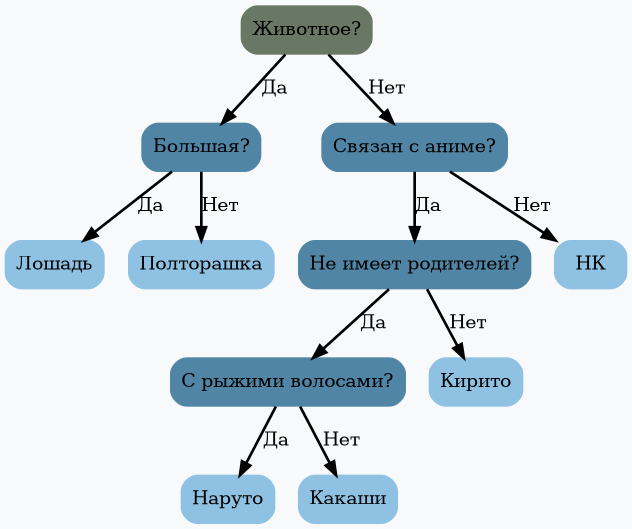 Животное?
Да
Нет
Большая?
Связан с аниме?
Да
Нет
Да
Нет
Лошадь
Полторашка
Не имеет родителей?
НК
Да
Нет
С рыжими волосами?
Кирито
Да
Нет
Наруто
Какаши